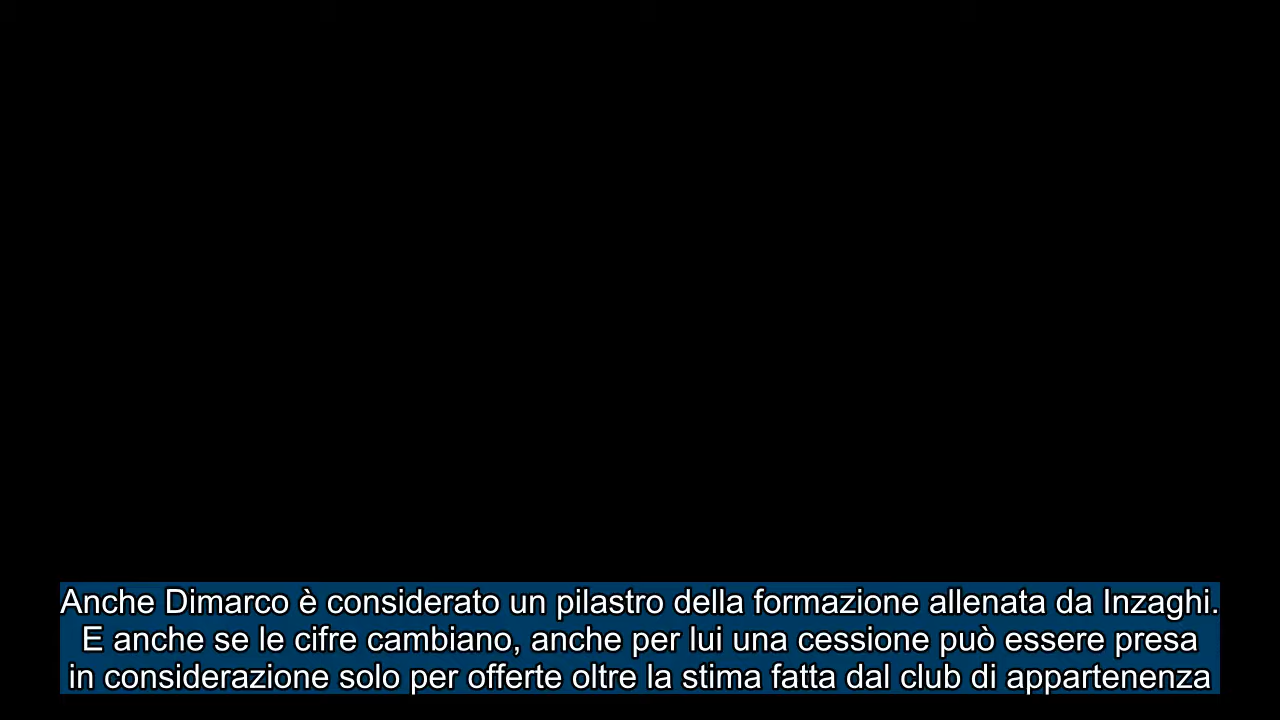 Anche Dimarco è considerato un pilastro della formazione allenata da Inzaghi.
E anche se le cifre cambiano, anche per lui una cessione può essere presa
in considerazione solo per offerte oltre la stima fatta dal club di appartenenza